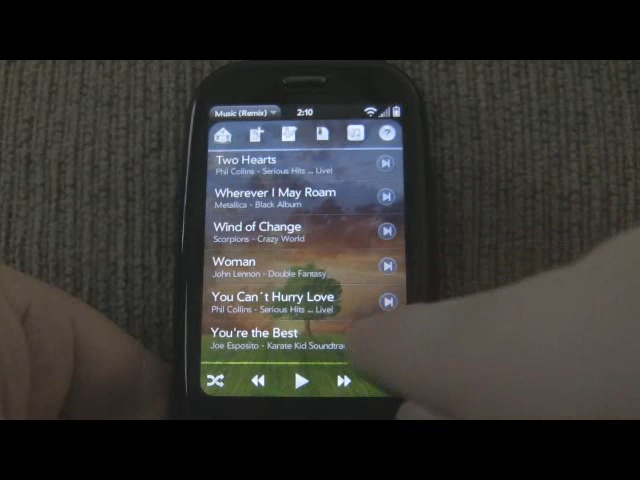 Music (Remix) 2:10
?
Two Hearts
Phil Collins - Serious Hits ... Live!
Wherever I May Roam
Metallica - Black Album
Wind of Change
Scorpions - Crazy World
Woman
John Lennon - Double Fantasy
You Can´t Hurry Love
Phil Collins - Serious Hits ... Live!
You're the Best
Joe Esposito - Karate Kid Soundtra